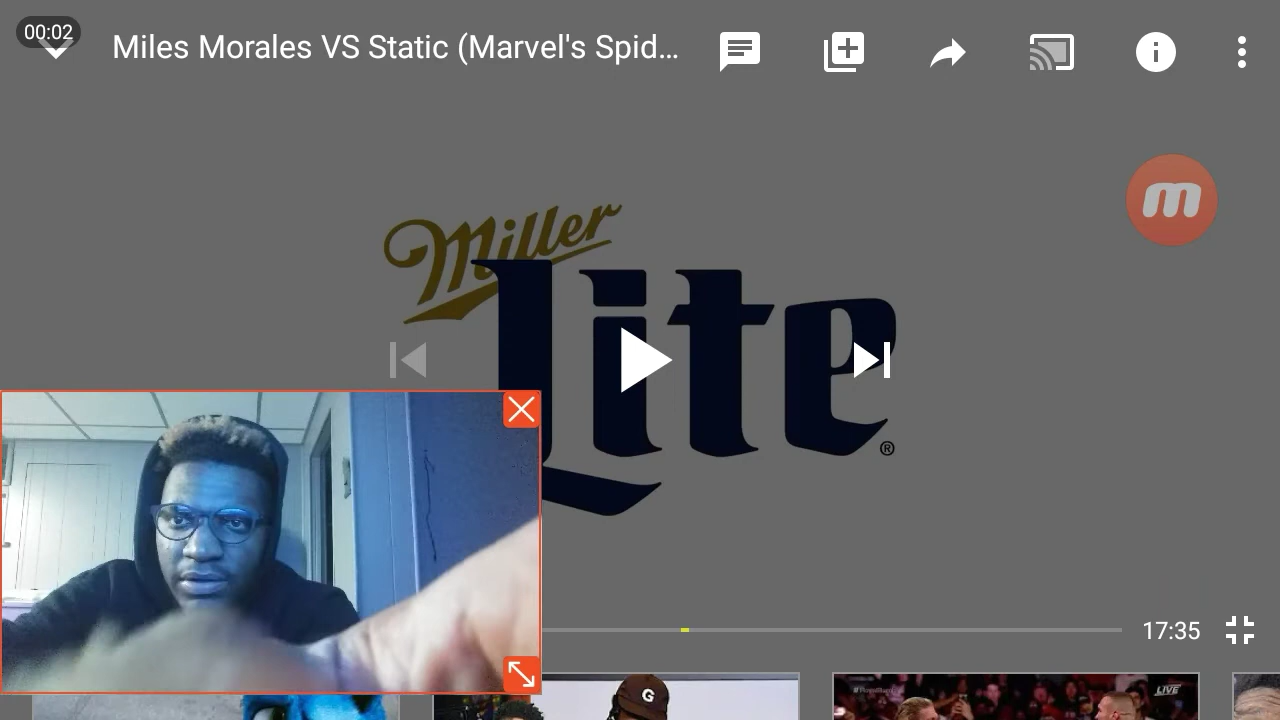 00:02
Miles Morales VS Static (Marvel's Spid...
m
Miller
Lite
®
17:35
G
LIVE